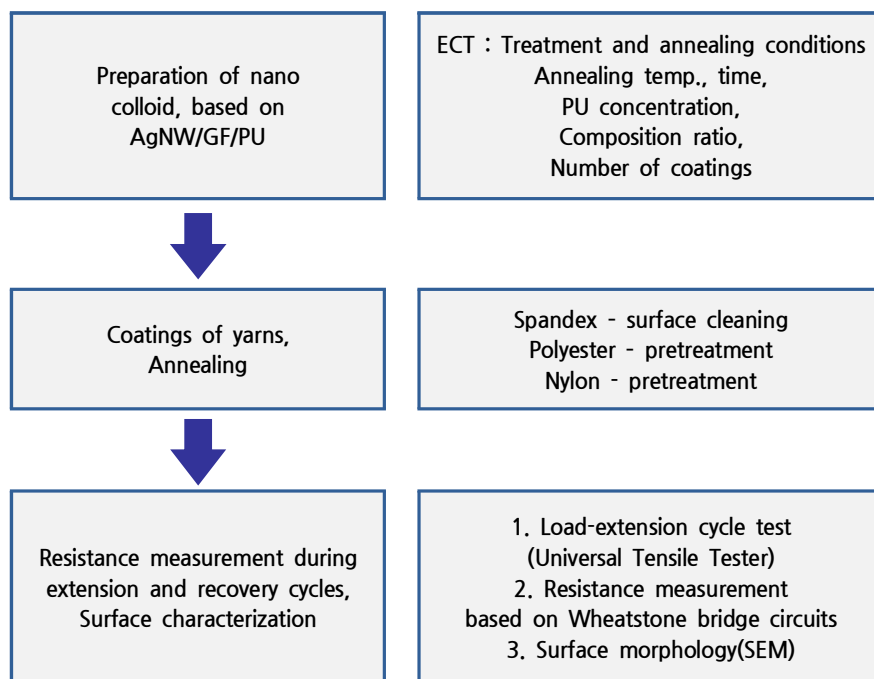 Preparation of nano
colloid, based on
AgNW/GF/PU
ECT : Treatment and annealing conditions
Annealing temp., time,
PU concentration,
Composition ratio,
Number of coatings
Coatings of yarns,
Annealing
Spandex - surface cleaning
Polyester - pretreatment
Nylon - pretreatment
Resistance measurement during
extension and recovery cycles,
Surface characterization
1. Load-extension cycle test
(Universal Tensile Tester)
2. Resistance measurement
based on Wheatstone bridge circuits
3. Surface morphology(SEM)